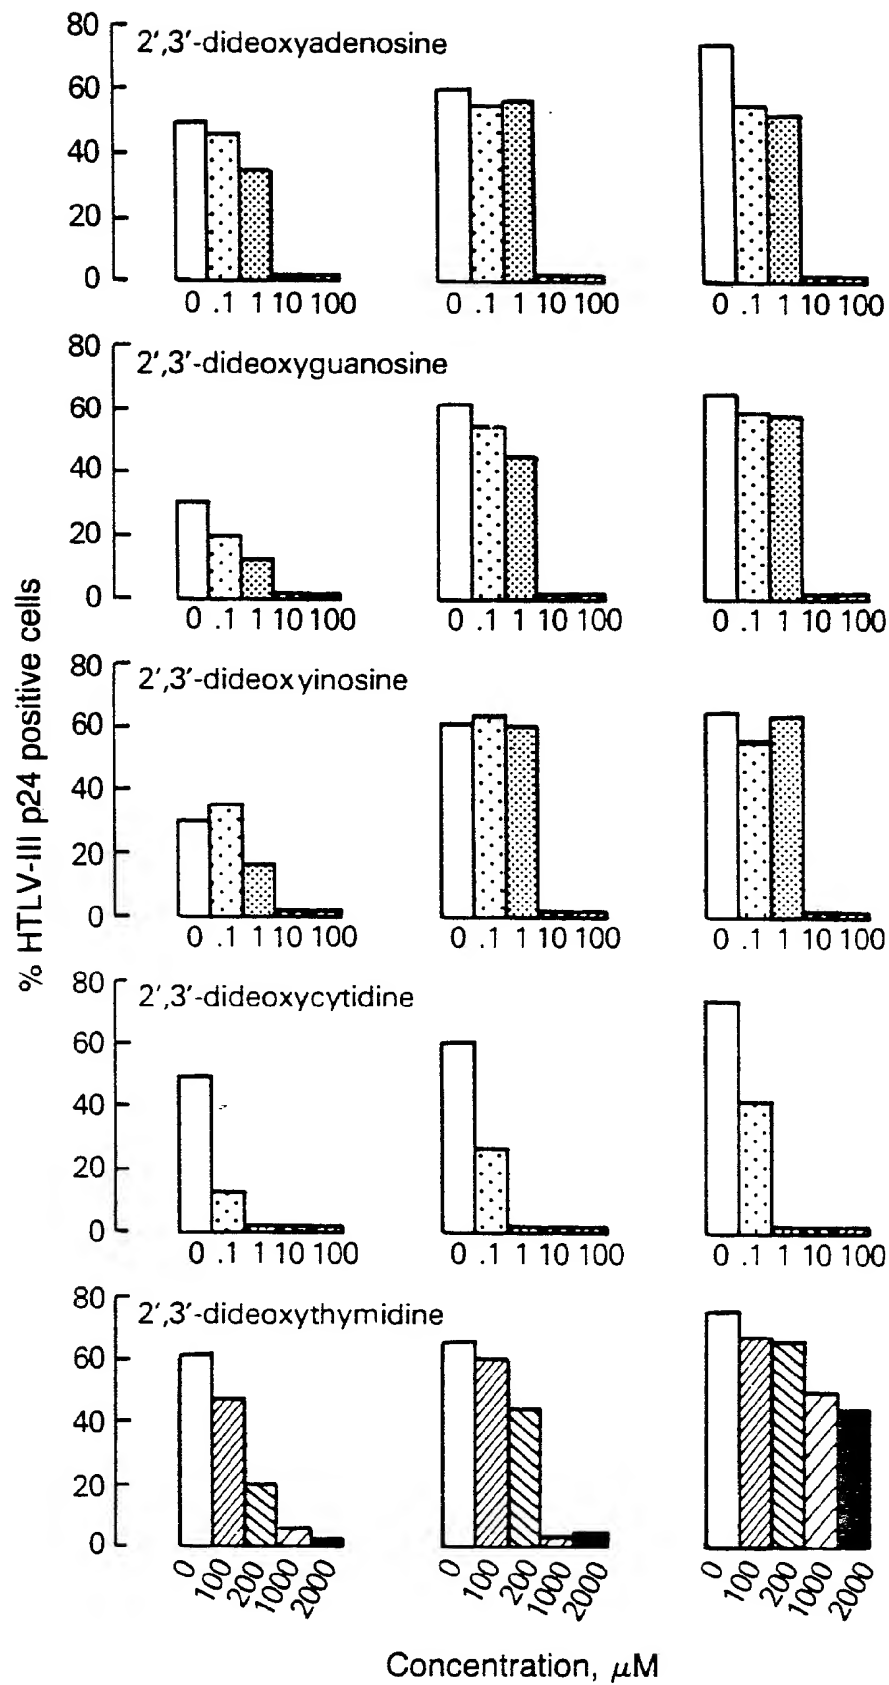 % HTLV-III p24 positive cells
2',3'-dideoxyadenosine
80
60
40
20
0
0 .1 1 10 100
0 .1 1 10 100
0 .1 1 10 100
2',3'-dideoxyguanosine
80
60
40
20
0
0 .1 1 10 100
0 .1 1 10 100
0 .1 1 10 100
2',3'-dideoxyinosine
80
60
40
20
0
0 .1 1 10 100
0 .1 1 10 100
0 .1 1 10 100
2',3'-dideoxycytidine
80
60
40
20
0
0 .1 1 10 100
0 .1 1 10 100
0 .1 1 10 100
2',3'-dideoxythymidine
80
60
40
20
0
0 100 200 1000 2000
0 100 200 1000 2000
0 100 200 1000 2000
Concentration, μM